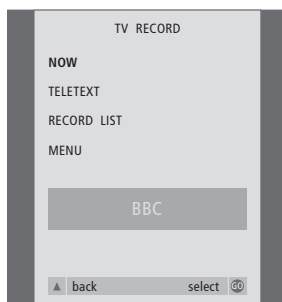 TV RECORD
NOW
TELETEXT
RECORD LIST
MENU
BBC
▲ back select GO